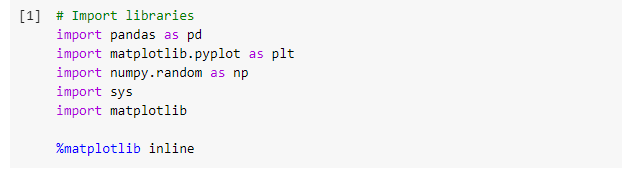 [1] # Import libraries
import pandas as pd
import matplotlib.pyplot as plt
import numpy.random as np
import sys
import matplotlib
%matplotlib inline